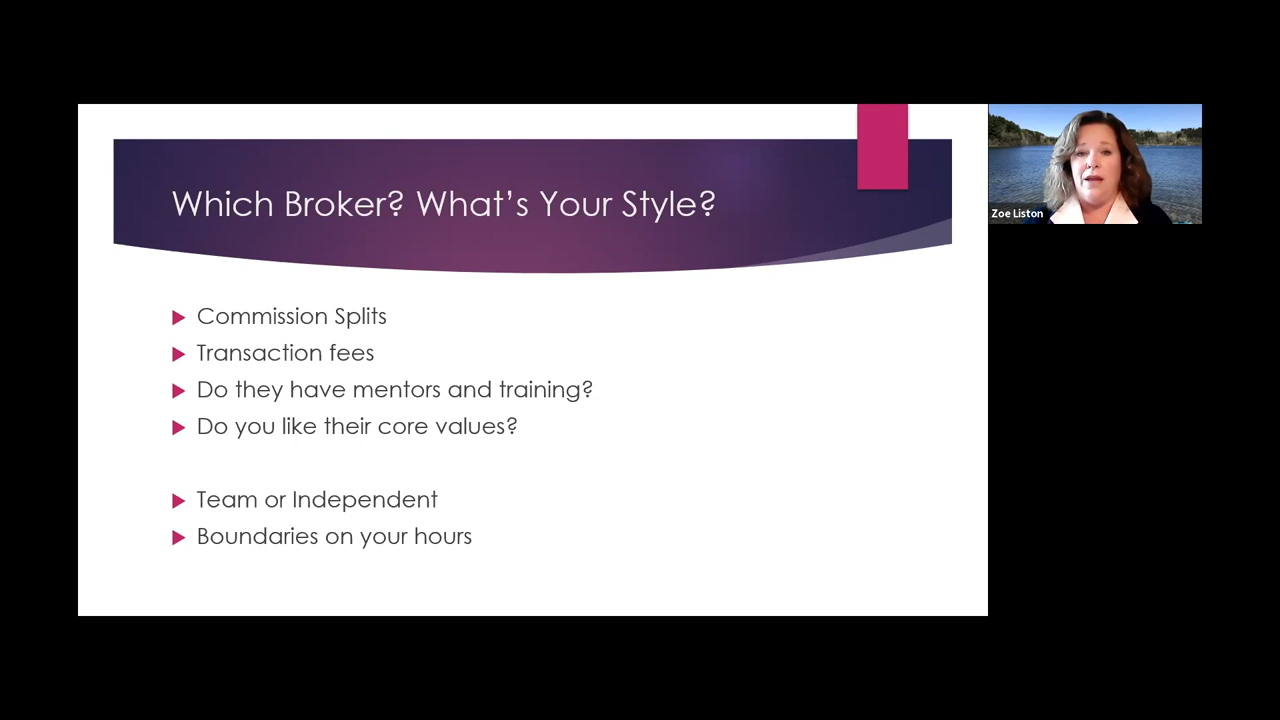 Which Broker? What's Your Style?
Commission Splits
Transaction fees
Do they have mentors and training?
Do you like their core values?
Team or Independent
Boundaries on your hours
Zoe Liston